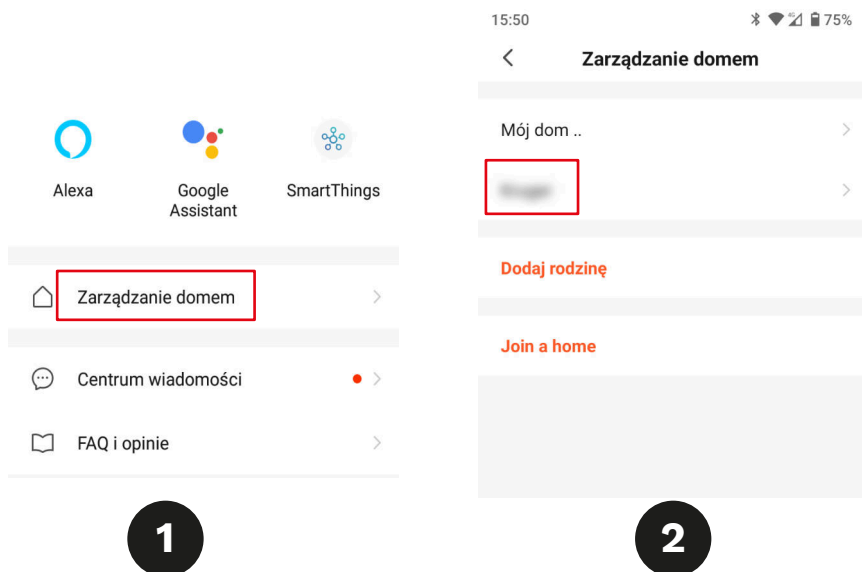 Alexa
Google
Assistant
SmartThings
Zarządzanie domem
Centrum wiadomości
FAQ i opinie
1
15:50
4G
75%
Zarządzanie domem
Mój dom ..
Dodaj rodzinę
Join a home
2